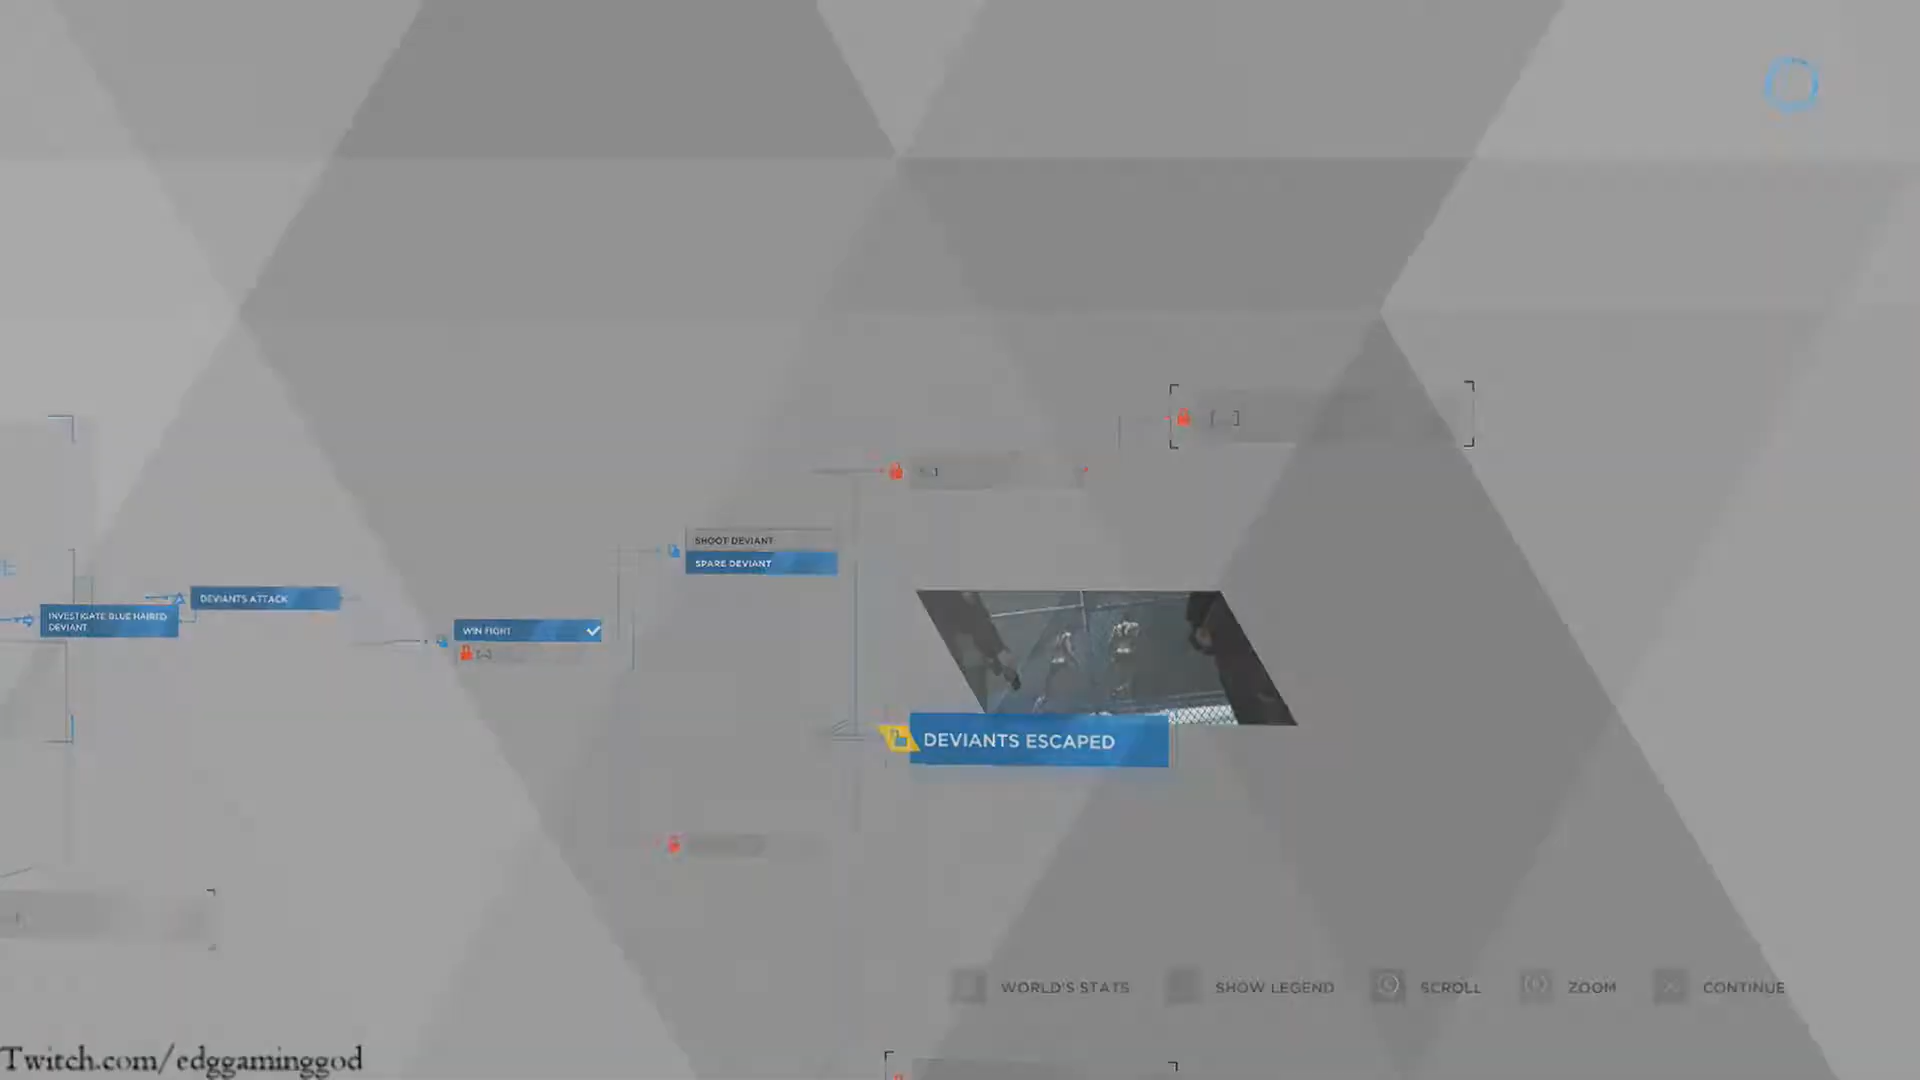 SHOOT DEVIANT
SPARE DEVIANT
DEVIANTS ATTACK
INVESTIGATE BLUE HAIRED
DEVIANT
WIN FIGHT
DEVIANTS ESCAPED
WORLD'S STATS
SHOW LEGEND
SCROLL
ZOOM
CONTINUE
Twitch.com/edggaminggod